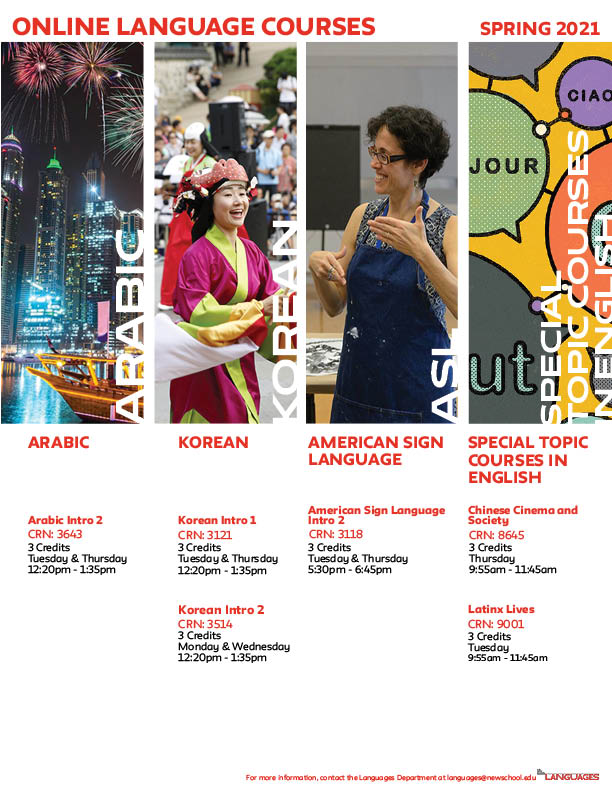 ONLINE LANGUAGE COURSES
SPRING 2021
ARABIC
KOREAN
ASL
CIAO
JOUR
ut
SPECIAL
TOPIC COURSES
IN ENGLISH
ARABIC
Arabic Intro 2
CRN: 3643
3 Credits
Tuesday & Thursday
12:20pm - 1:35pm
KOREAN
Korean Intro 1
CRN: 3121
3 Credits
Tuesday & Thursday
12:20pm - 1:35pm
Korean Intro 2
CRN: 3514
3 Credits
Monday & Wednesday
12:20pm - 1:35pm
AMERICAN SIGN
LANGUAGE
American Sign Language
Intro 2
CRN: 3118
3 Credits
Tuesday & Thursday
5:30pm - 6:45pm
SPECIAL TOPIC
COURSES IN
ENGLISH
Chinese Cinema and
Society
CRN: 8645
3 Credits
Thursday
9:55am - 11:45am
Latinx Lives
CRN: 9001
3 Credits
Tuesday
9:55am - 11:45am
For more information, contact the Languages Department at languages@newschool.edu
LANGUAGES